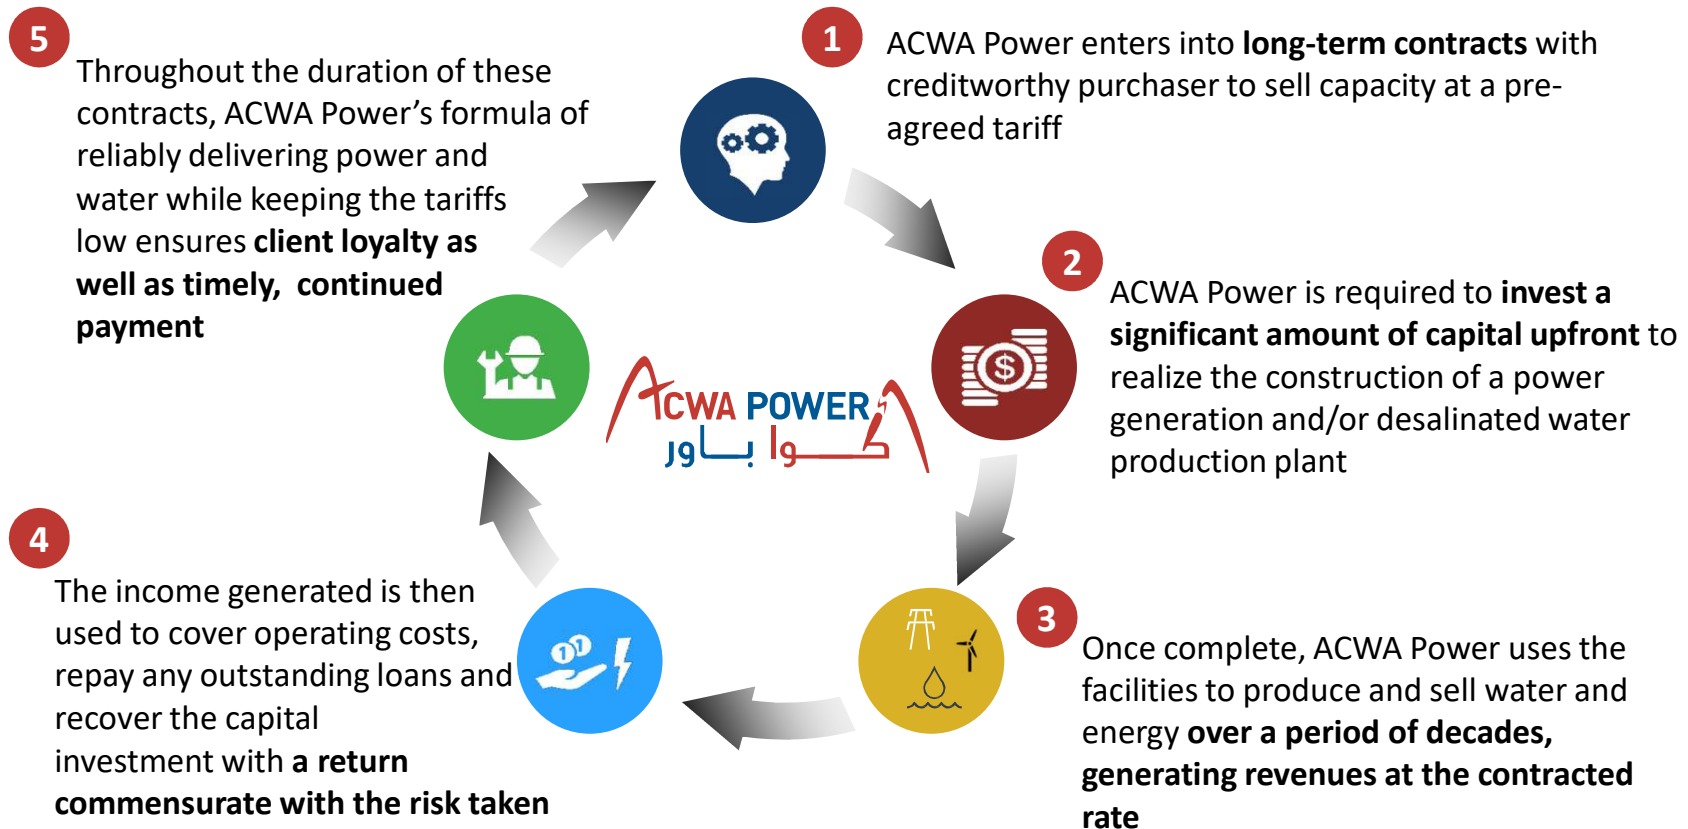 1
ACWA Power enters into long-term contracts with
creditworthy purchaser to sell capacity at a pre-
agreed tariff
2
ACWA Power is required to invest a
significant amount of capital upfront to
realize the construction of a power
generation and/or desalinated water
production plant
$
3
Once complete, ACWA Power uses the
facilities to produce and sell water and
energy over a period of decades,
generating revenues at the contracted
rate
4
The income generated is then
used to cover operating costs,
repay any outstanding loans and
recover the capital
investment with a return
commensurate with the risk taken
1 1
5
Throughout the duration of these
contracts, ACWA Power’s formula of
reliably delivering power and
water while keeping the tariffs
low ensures client loyalty as
well as timely,  continued
payment
ACWA POWER
اكوا باور